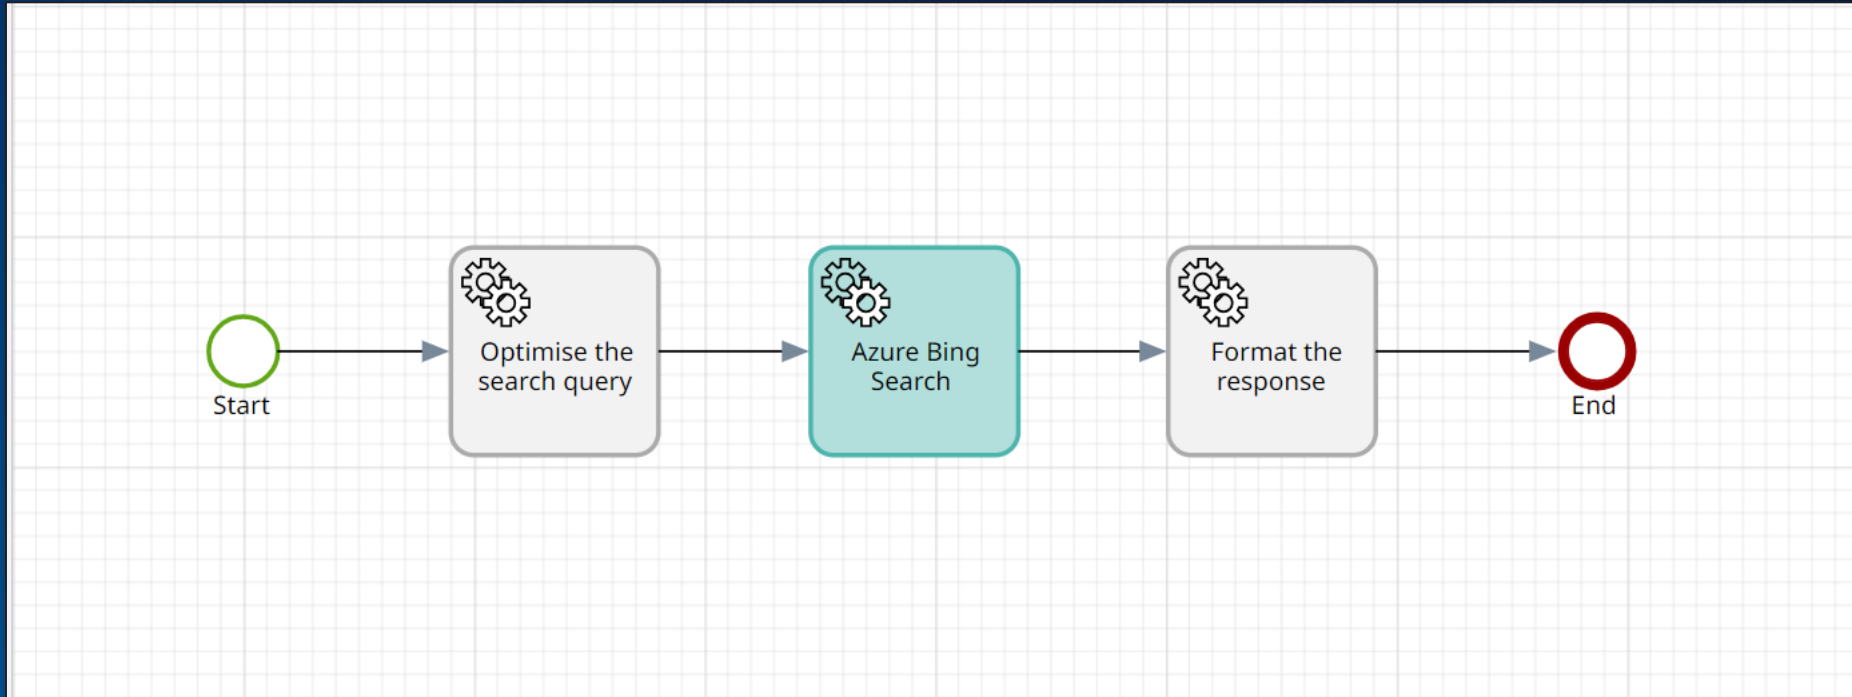 Start
Optimise the
search query
Azure Bing
Search
Format the
response
End